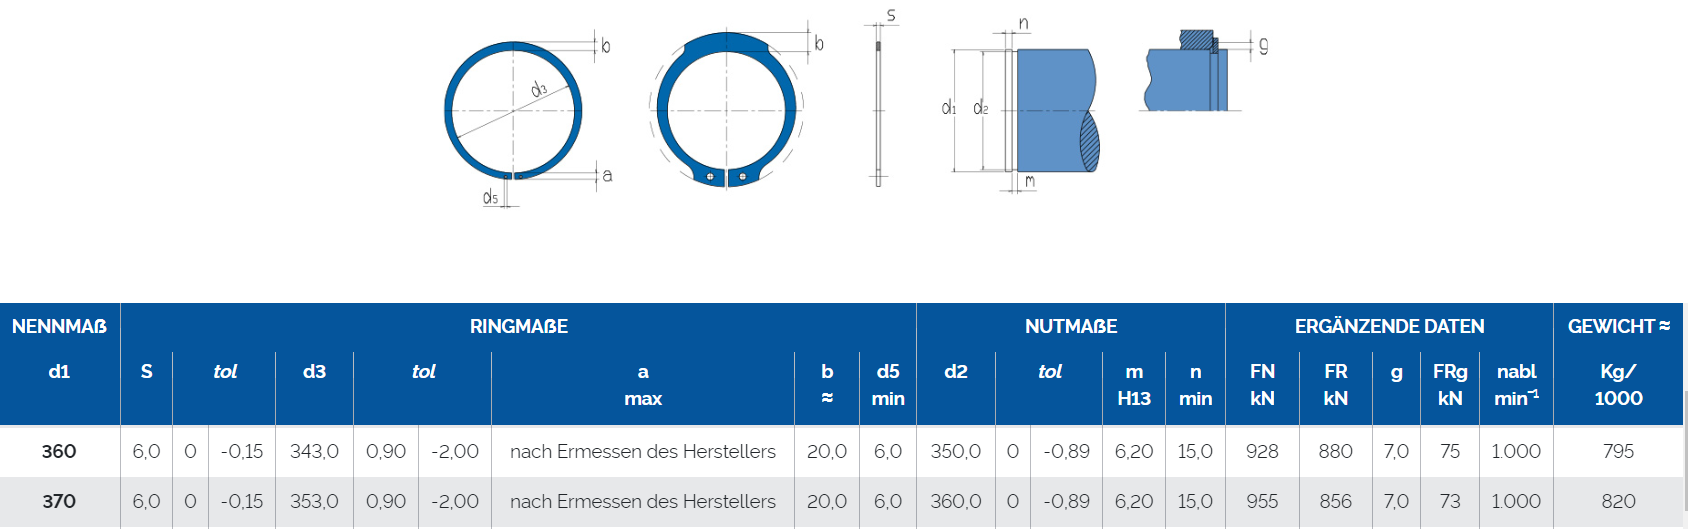 s
n
b
b
g
d3
d1
d2
a
m
d5
NENNMAß RINGMAßE NUTMAßE ERGÄNZENDE DATEN GEWICHT ≈
d1 S tol d3 tol a b d5 d2 tol m n FN FR g FRg nabl Kg/
max ≈ min H13 min kN kN kN min⁻¹ 1000
360 6,0 0 -0,15 343,0 0,90 -2,00 nach Ermessen des Herstellers 20,0 6,0 350,0 0 -0,89 6,20 15,0 928 880 7,0 75 1.000 795
370 6,0 0 -0,15 353,0 0,90 -2,00 nach Ermessen des Herstellers 20,0 6,0 360,0 0 -0,89 6,20 15,0 955 856 7,0 73 1.000 820